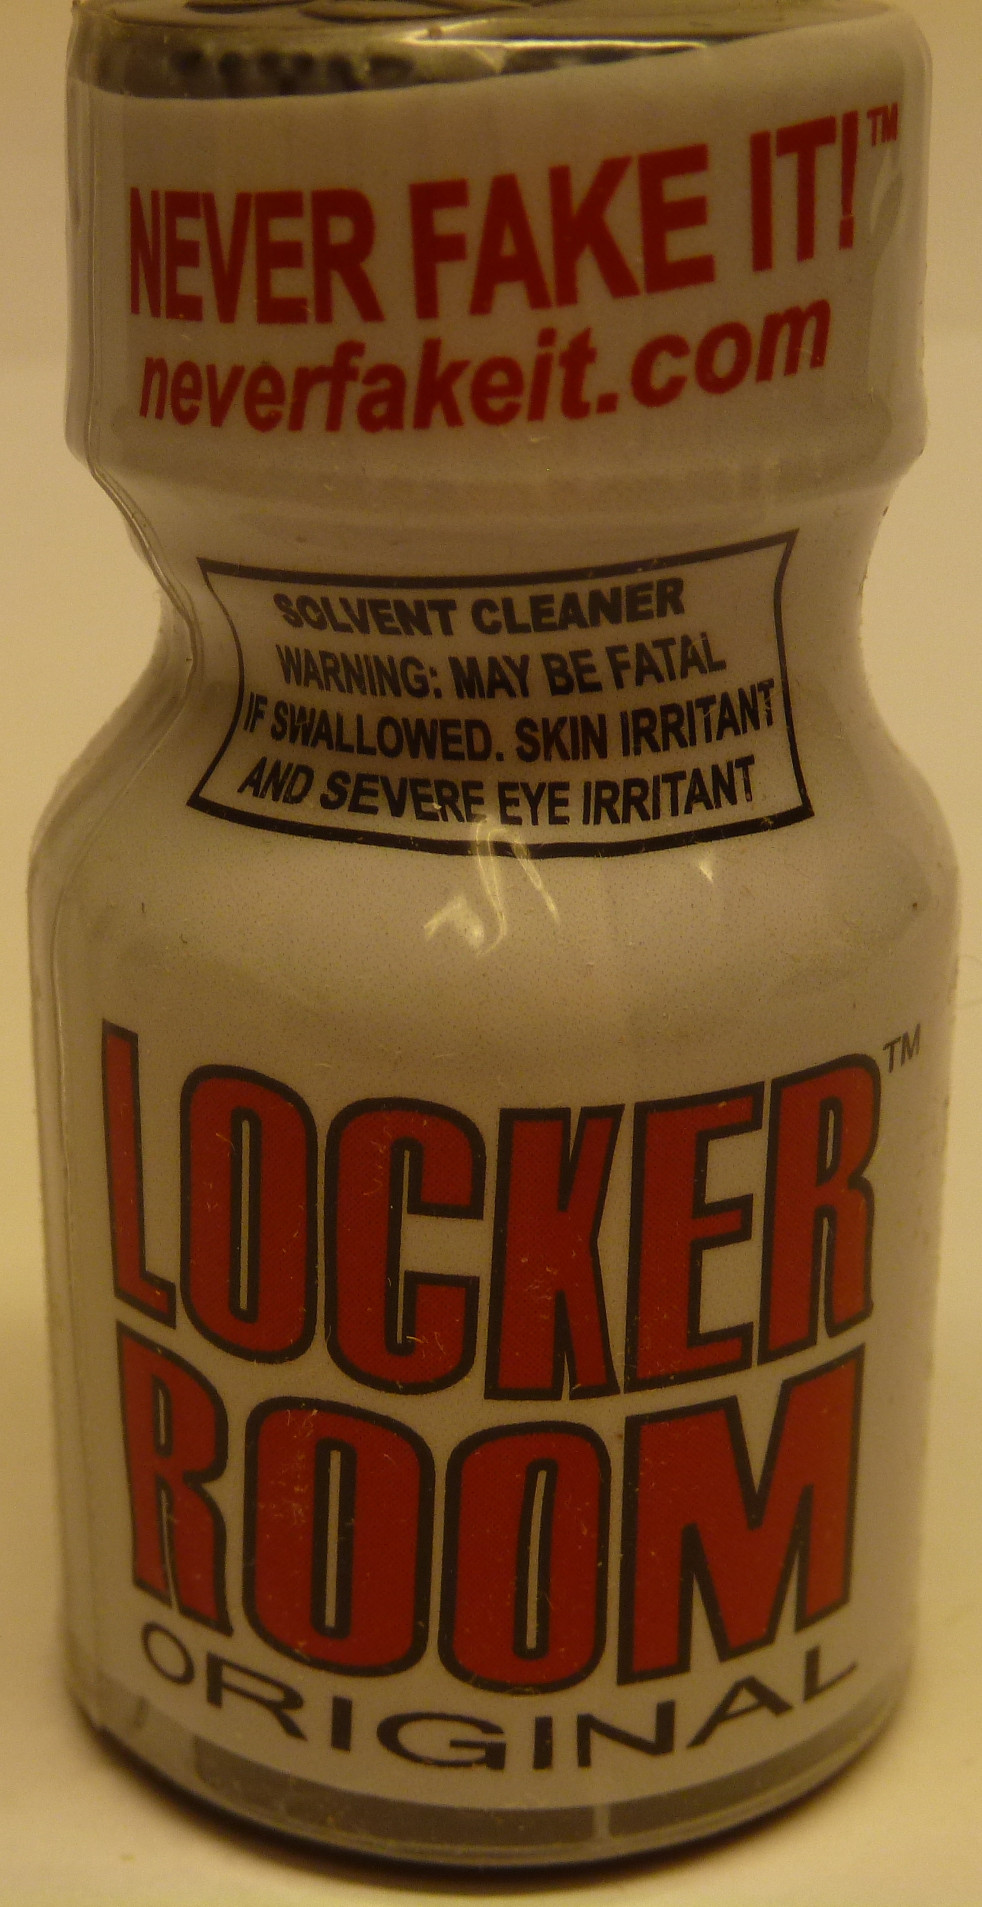 NEVER FAKE IT!™
neverfakeit.com
SOLVENT CLEANER
WARNING: MAY BE FATAL
IF SWALLOWED. SKIN IRRITANT
AND SEVERE EYE IRRITANT
LOCKER™
ROOM
ORIGINAL